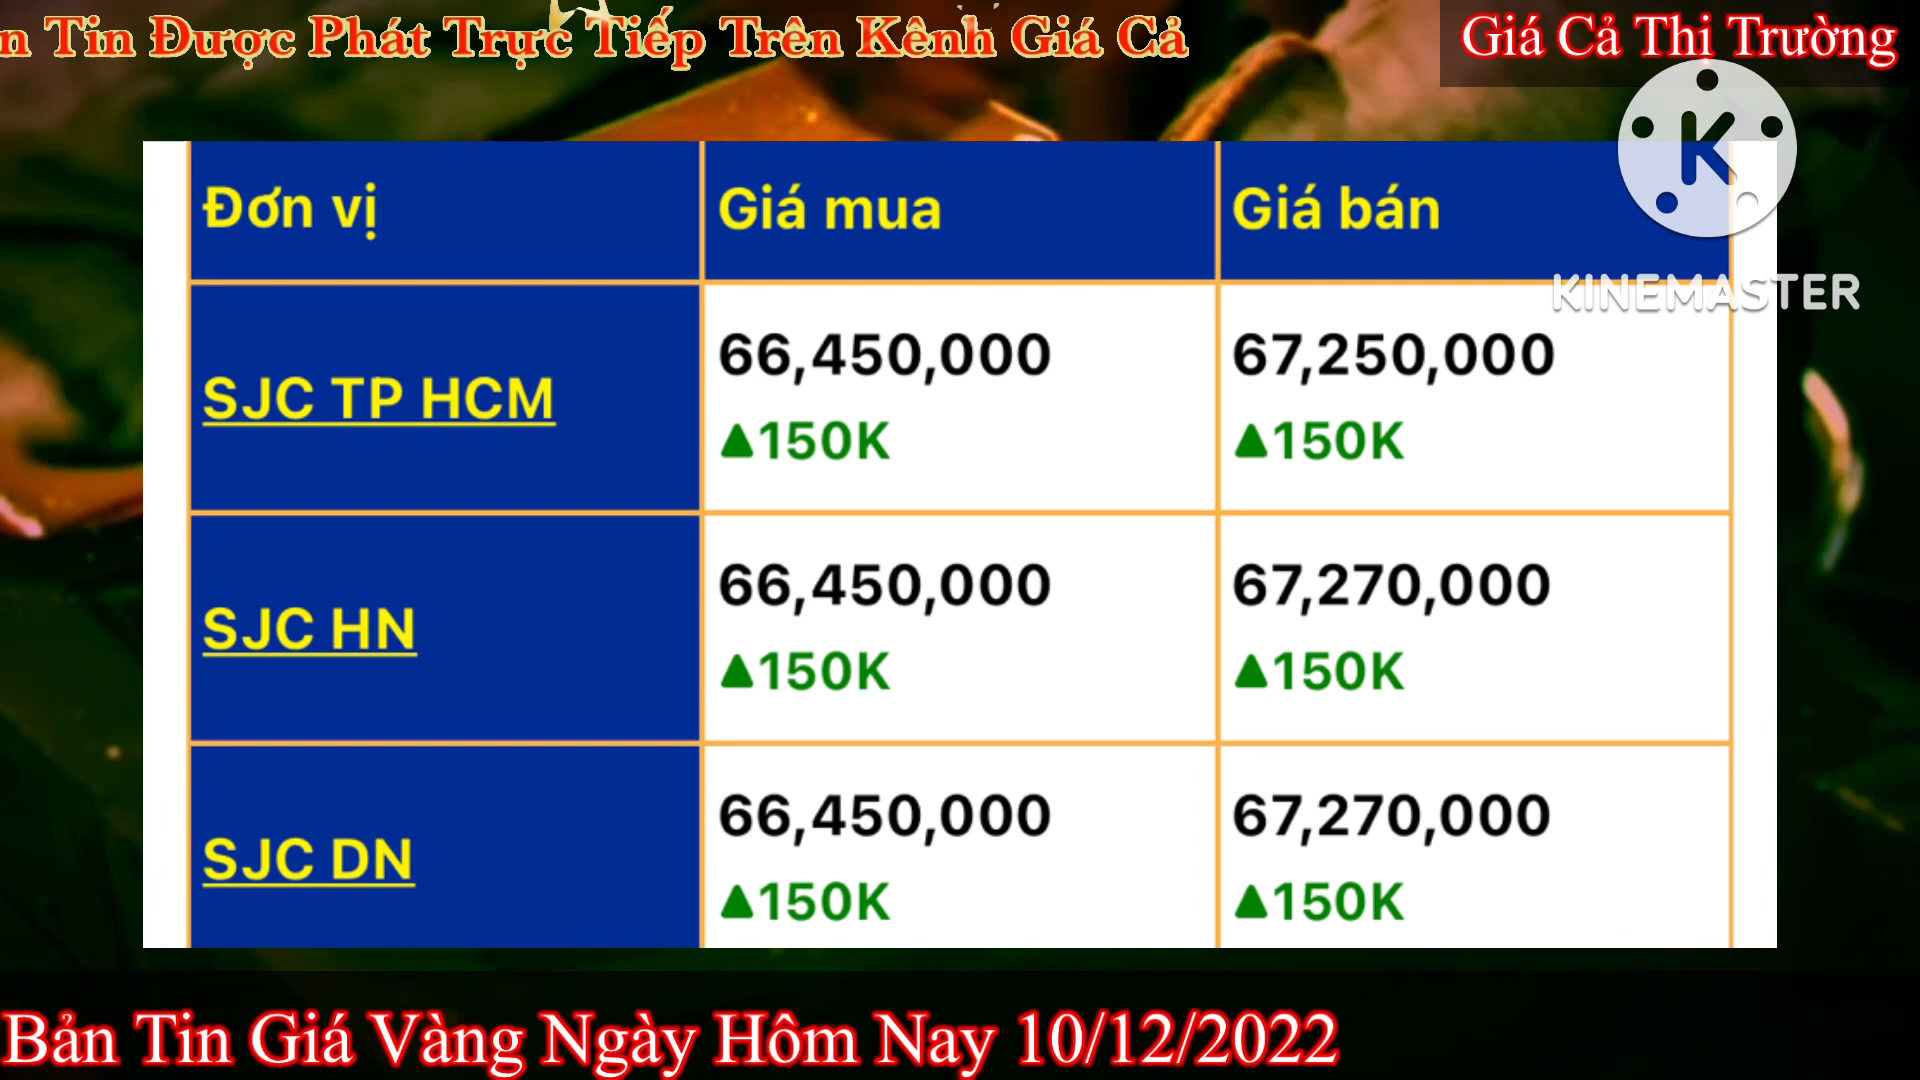 n Tin Được Phát Trực Tiếp Trên Kênh Giá Cả
Giá Cả Thị Trường
K
KINEMASTER
Đơn vị Giá mua Giá bán
SJC TP HCM 66,450,000 67,250,000
▲150K ▲150K
SJC HN 66,450,000 67,270,000
▲150K ▲150K
SJC DN 66,450,000 67,270,000
▲150K ▲150K
Bản Tin Giá Vàng Ngày Hôm Nay 10/12/2022